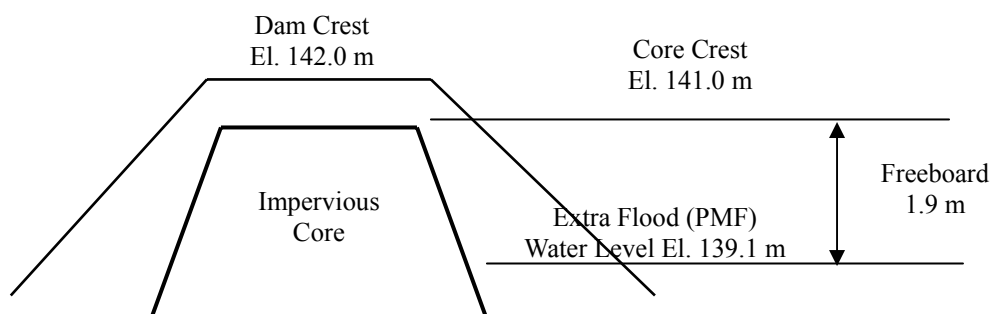 Dam Crest
El. 142.0 m
Core Crest
El. 141.0 m
Freeboard
1.9 m
Impervious
Core
Extra Flood (PMF)
Water Level El. 139.1 m